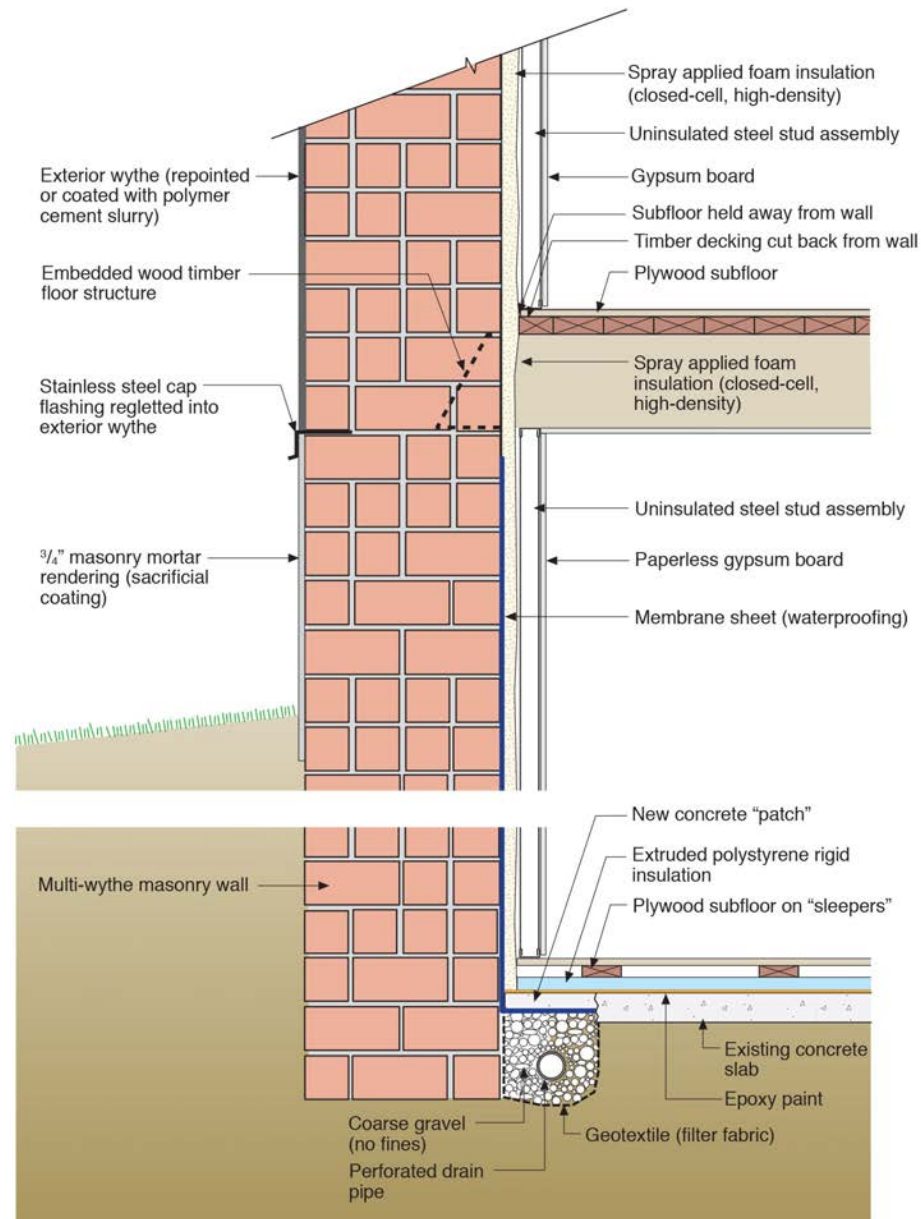 Spray applied foam insulation
(closed-cell, high-density)
Uninsulated steel stud assembly
Exterior wythe (repointed
or coated with polymer
cement slurry)
Gypsum board
Subfloor held away from wall
Timber decking cut back from wall
Embedded wood timber
floor structure
Plywood subfloor
Spray applied foam
insulation (closed-cell,
high-density)
Stainless steel cap
flashing regletted into
exterior wythe
Uninsulated steel stud assembly
³/₄” masonry mortar
rendering (sacrificial
coating)
Paperless gypsum board
Membrane sheet (waterproofing)
New concrete “patch”
Extruded polystyrene rigid
insulation
Multi-wythe masonry wall
Plywood subfloor on “sleepers”
Existing concrete
slab
Epoxy paint
Coarse gravel
(no fines)
Geotextile (filter fabric)
Perforated drain
pipe